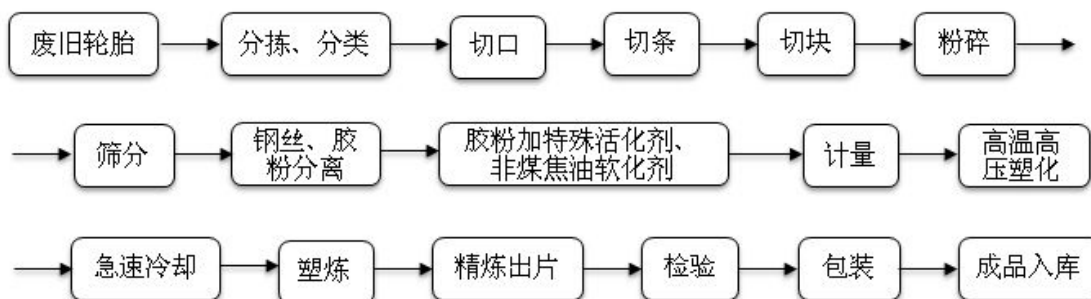 废旧轮胎
分拣、分类
切口
切条
切块
粉碎
筛分
钢丝、胶
粉分离
胶粉加特殊活化剂、
非煤焦油软化剂
计量
高温高
压塑化
急速冷却
塑炼
精炼出片
检验
包装
成品入库